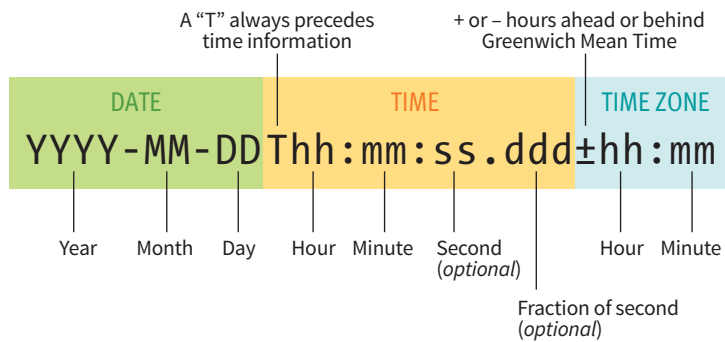 A “T” always precedes
time information
+ or – hours ahead or behind
Greenwich Mean Time
DATE
TIME
TIME ZONE
YYYY-MM-DDThh:mm:ss.ddd±hh:mm
Year
Month
Day
Hour
Minute
Second
(optional)
Hour
Minute
Fraction of second
(optional)